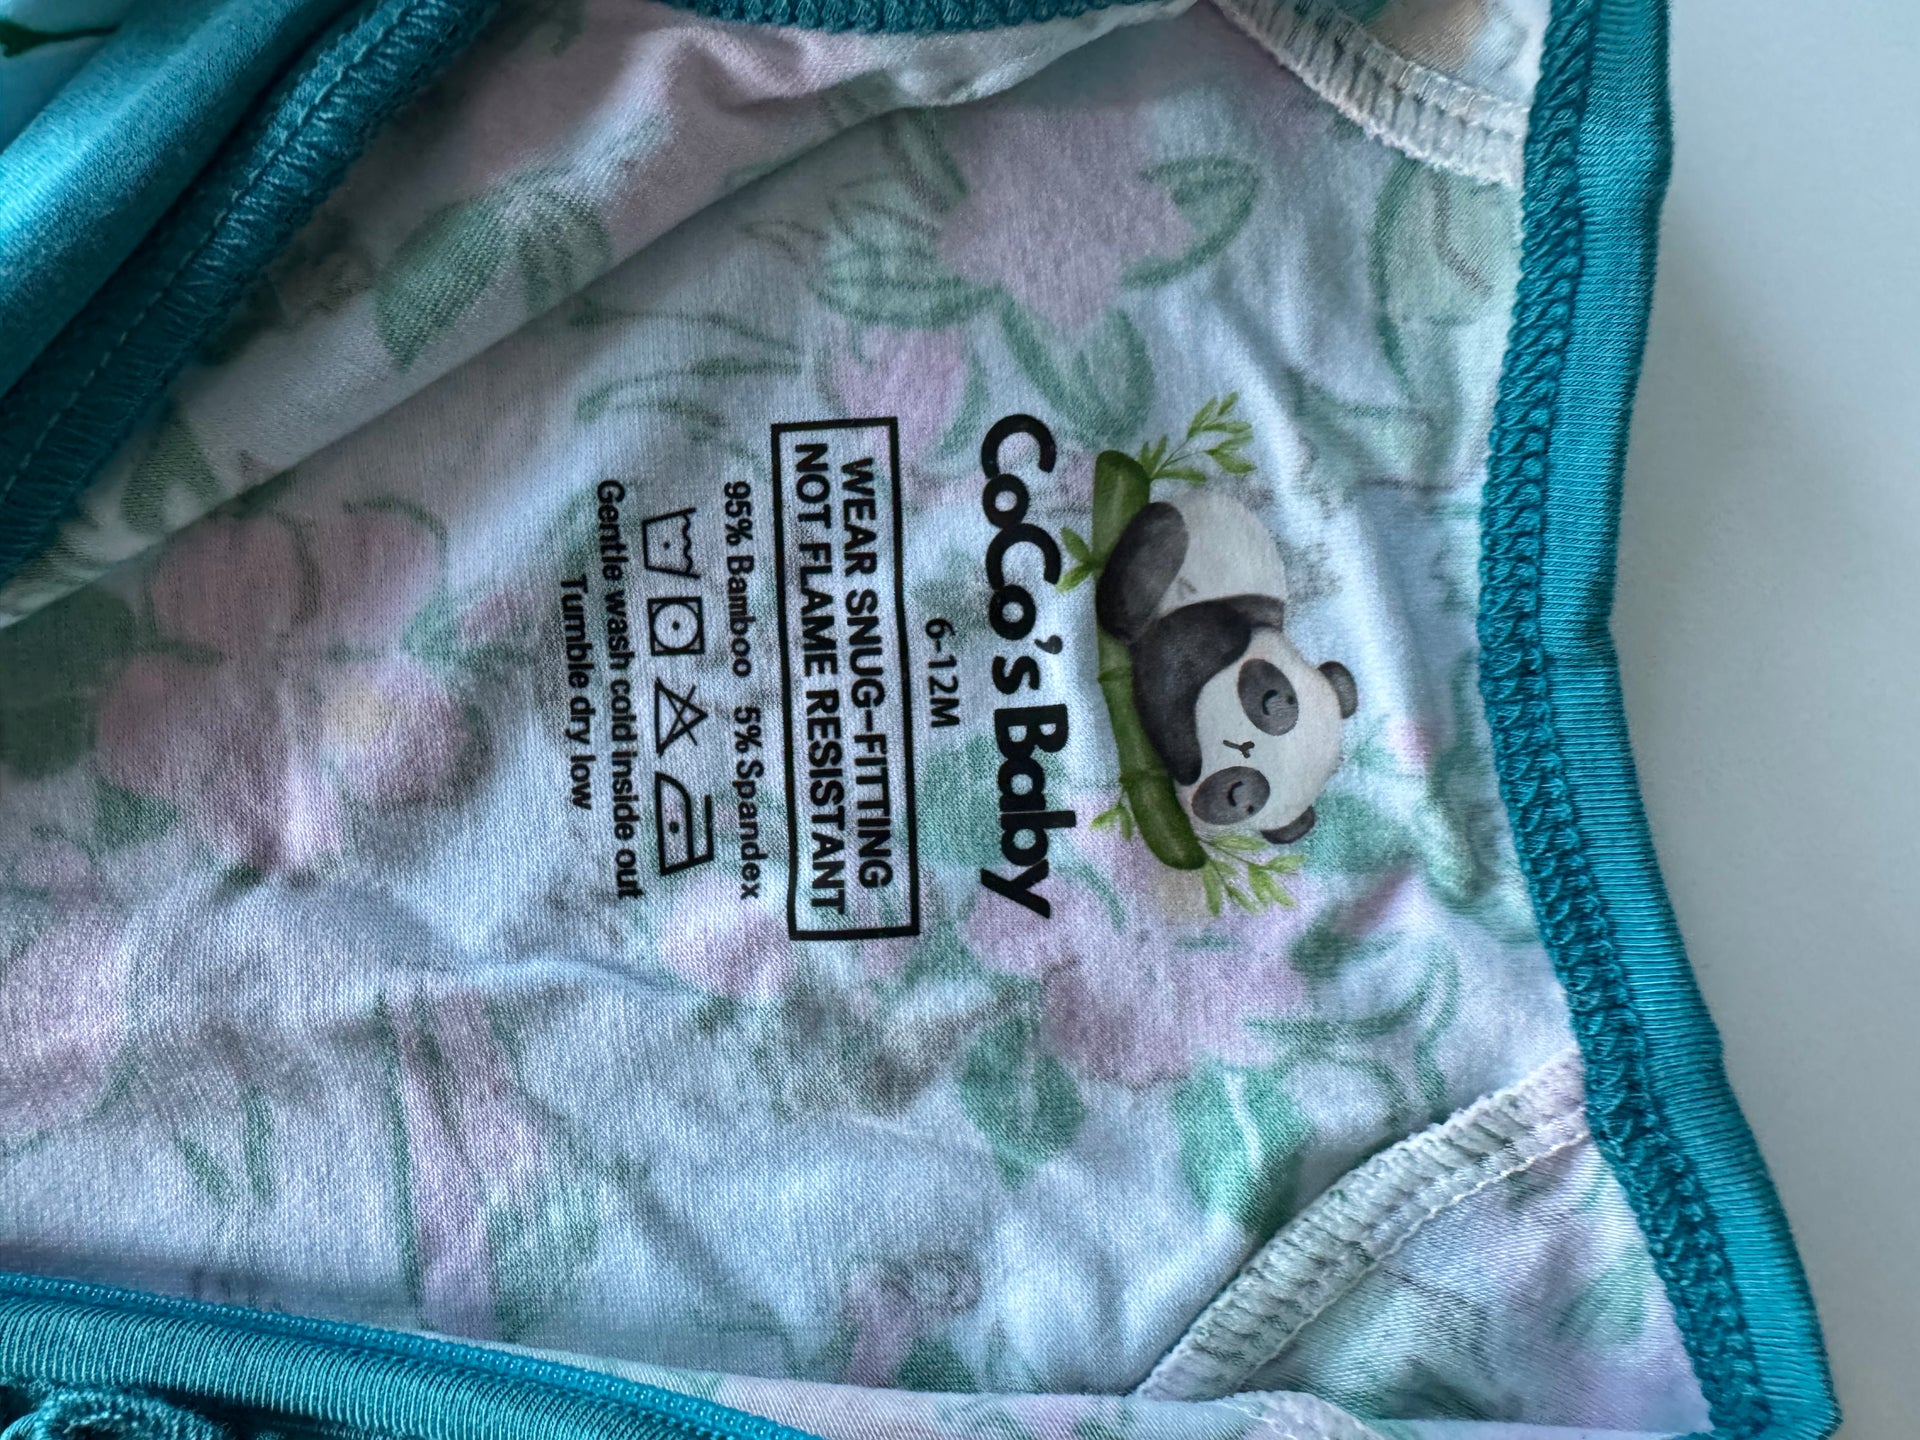 CoCo's Baby
6-12M
WEAR SNUG-FITTING
NOT FLAME RESISTANT
95% Bamboo 5% Spandex
Gentle wash cold inside out
Tumble dry low